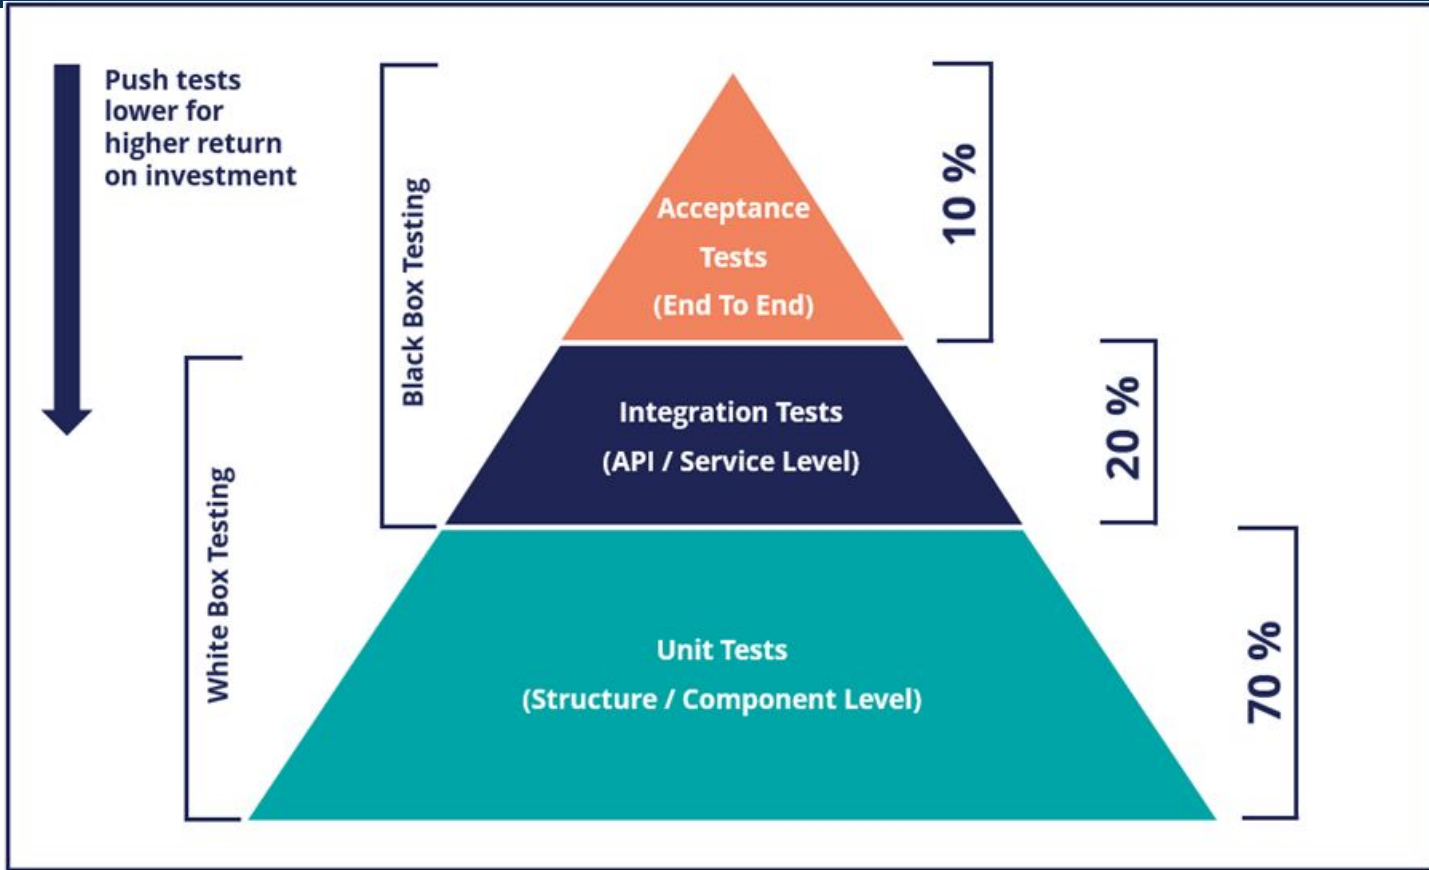 Push tests
lower for
higher return
on investment
Black Box Testing
White Box Testing
Acceptance
Tests
(End To End)
Integration Tests
(API / Service Level)
Unit Tests
(Structure / Component Level)
10 %
20 %
70 %